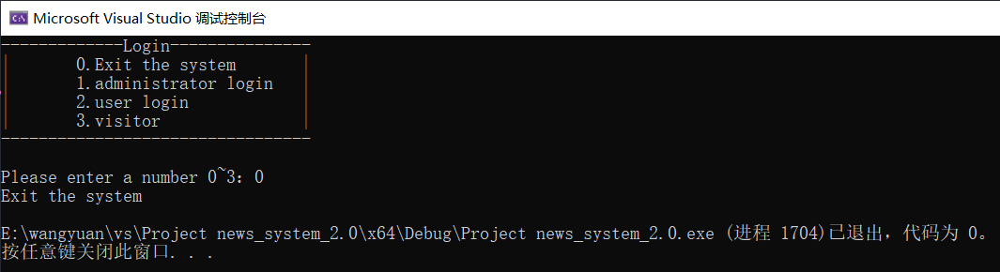 Microsoft Visual Studio 调试控制台
-------------Login---------------
|       0.Exit the system       |
|       1.administrator login   |
|       2.user login            |
|       3.visitor               |
---------------------------------
Please enter a number 0~3：0
Exit the system
E:\wangyuan\vs\Project news_system_2.0\x64\Debug\Project news_system_2.0.exe (进程 1704)已退出，代码为 0。
按任意键关闭此窗口. . .